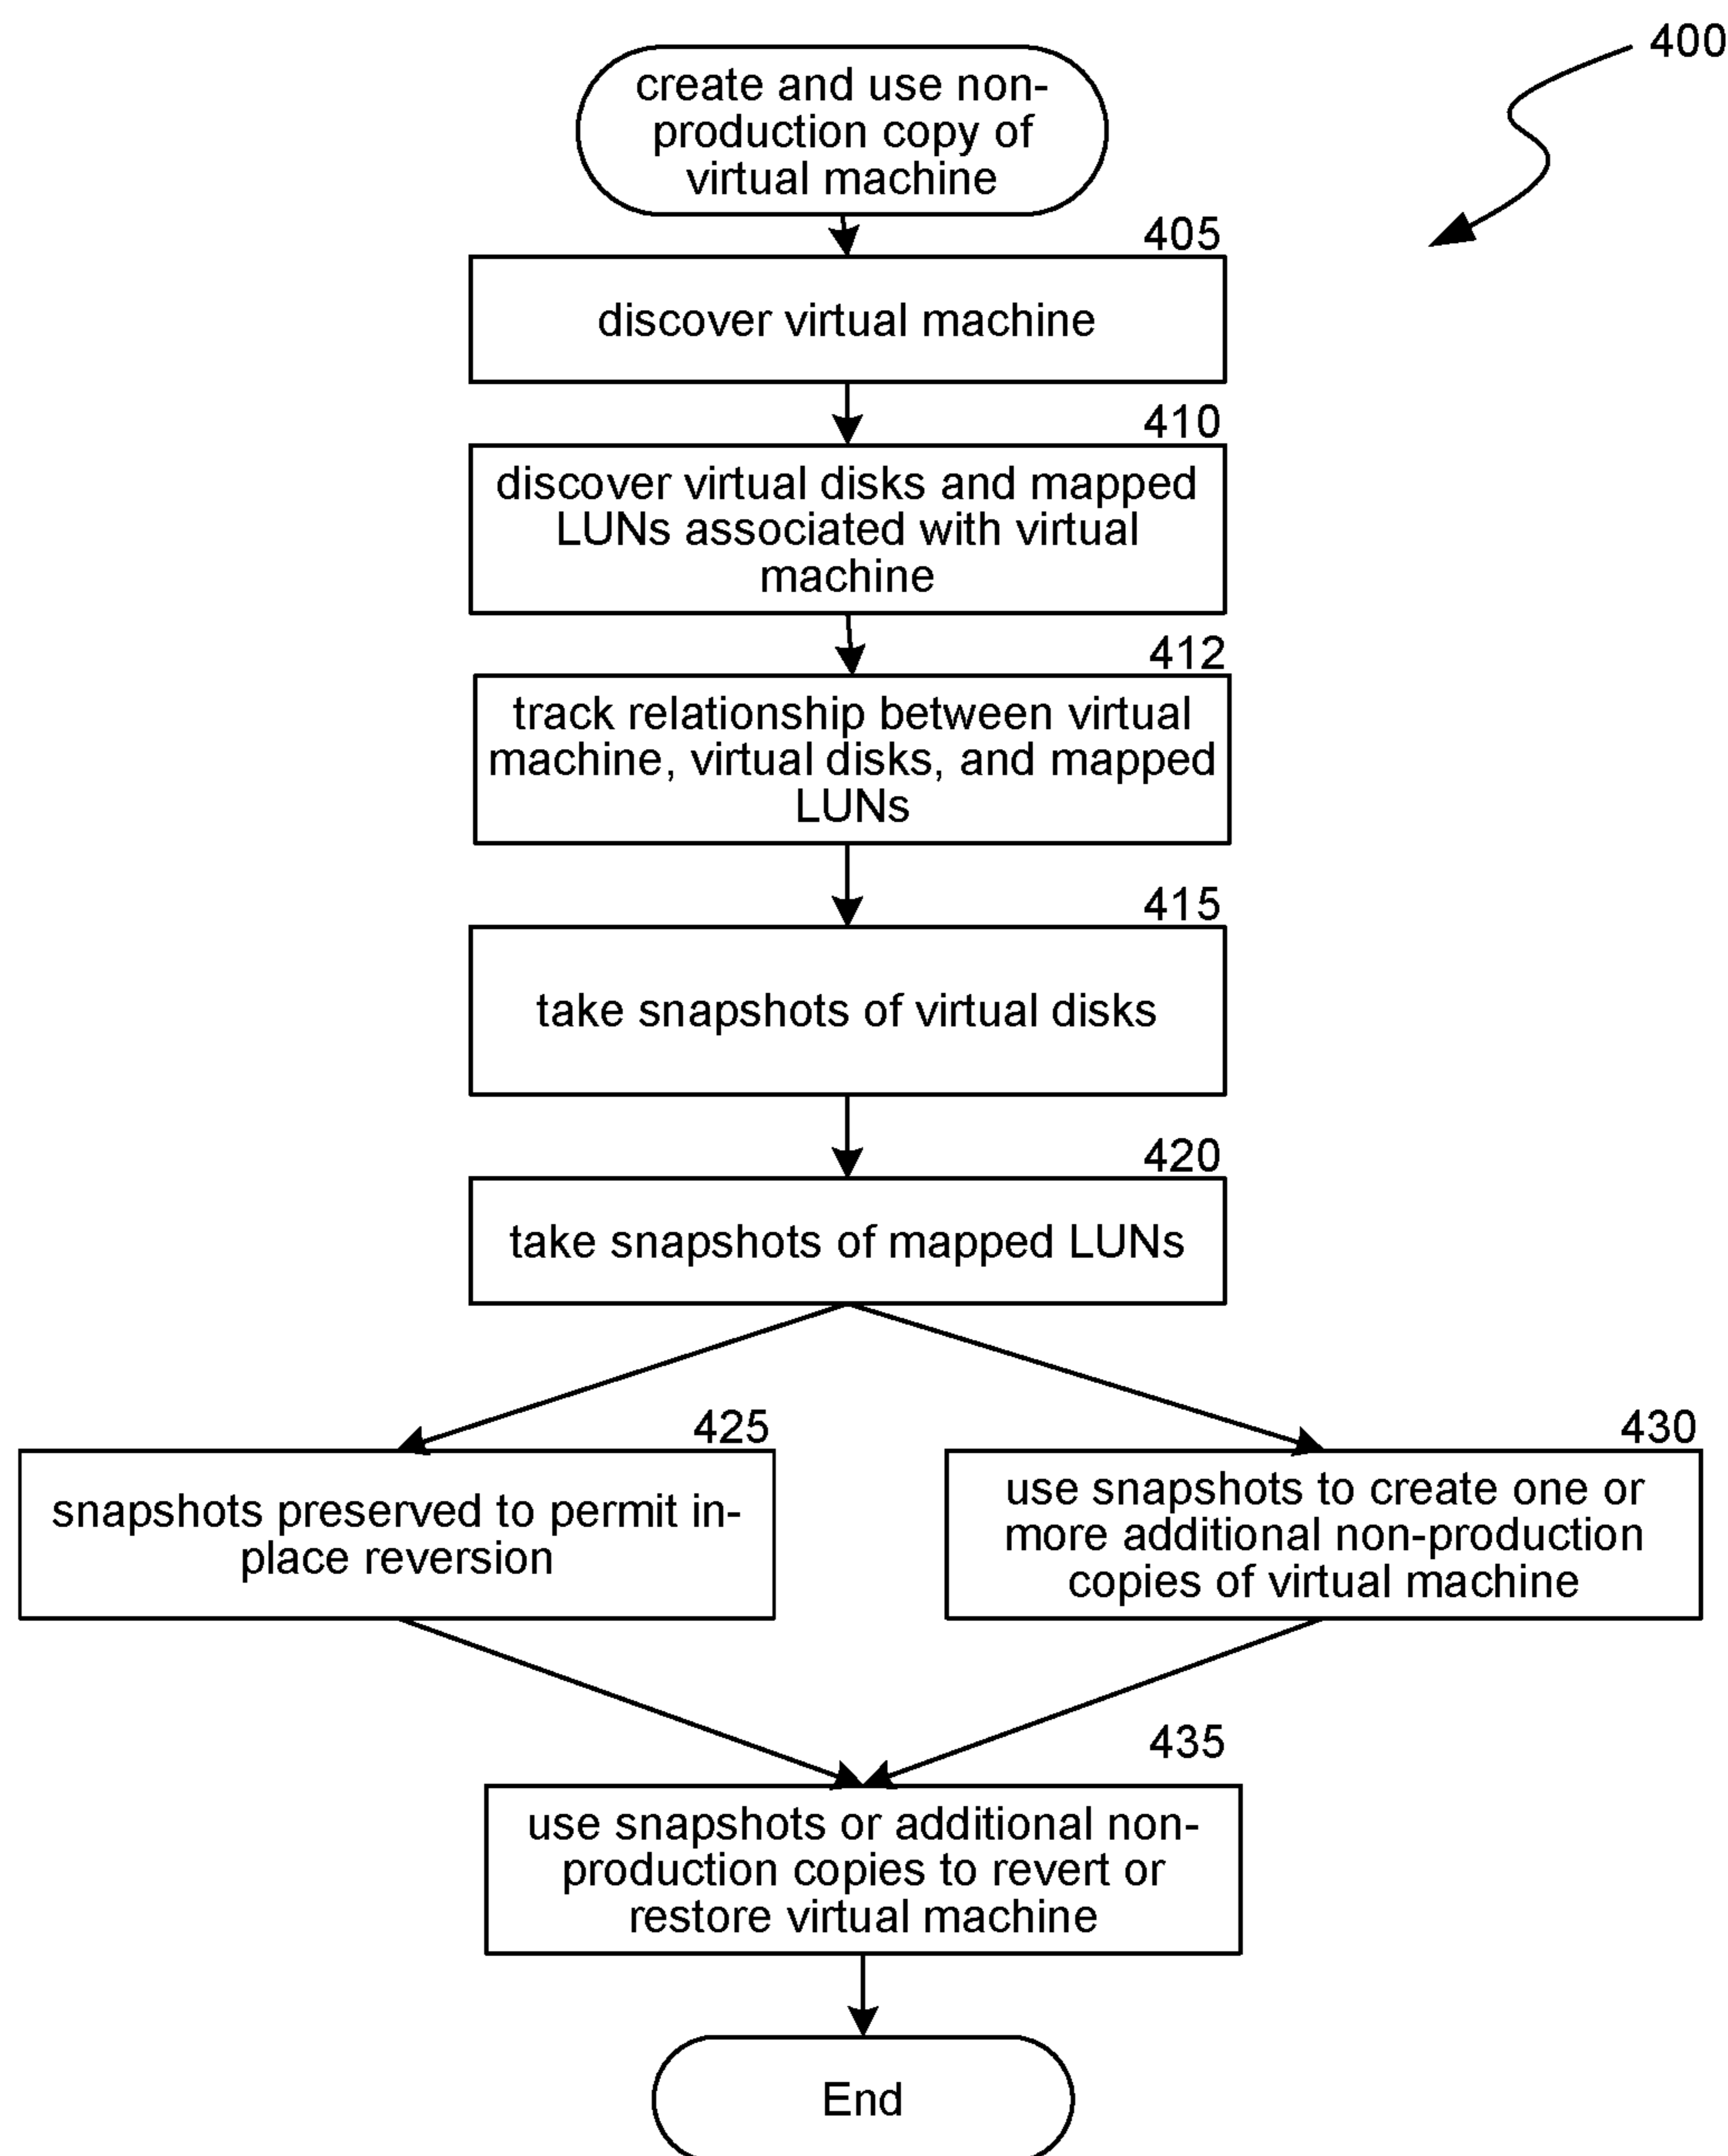 400
create and use non-
production copy of
virtual machine
405
discover virtual machine
410
discover virtual disks and mapped
LUNs associated with virtual
machine
412
track relationship between virtual
machine, virtual disks, and mapped
LUNs
415
take snapshots of virtual disks
420
take snapshots of mapped LUNs
425
snapshots preserved to permit in-
place reversion
430
use snapshots to create one or
more additional non-production
copies of virtual machine
435
use snapshots or additional non-
production copies to revert or
restore virtual machine
End